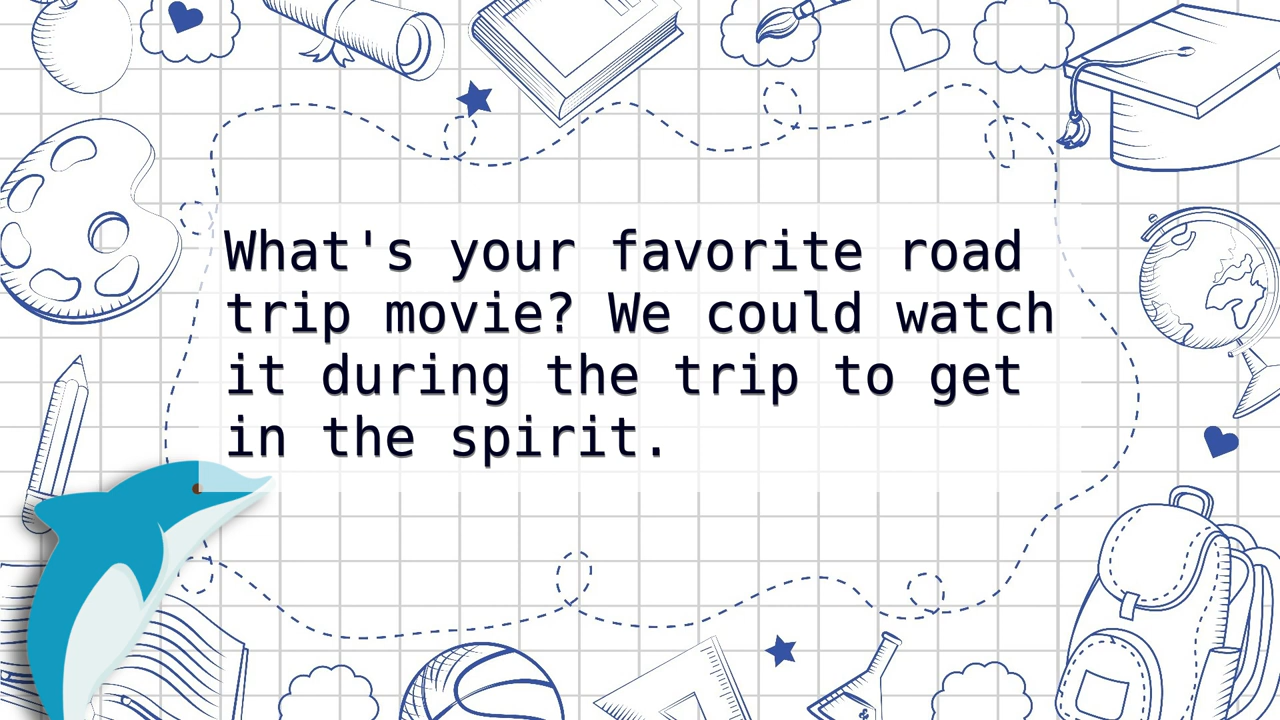 What's your favorite road
trip movie? We could watch
it during the trip to get
in the spirit.